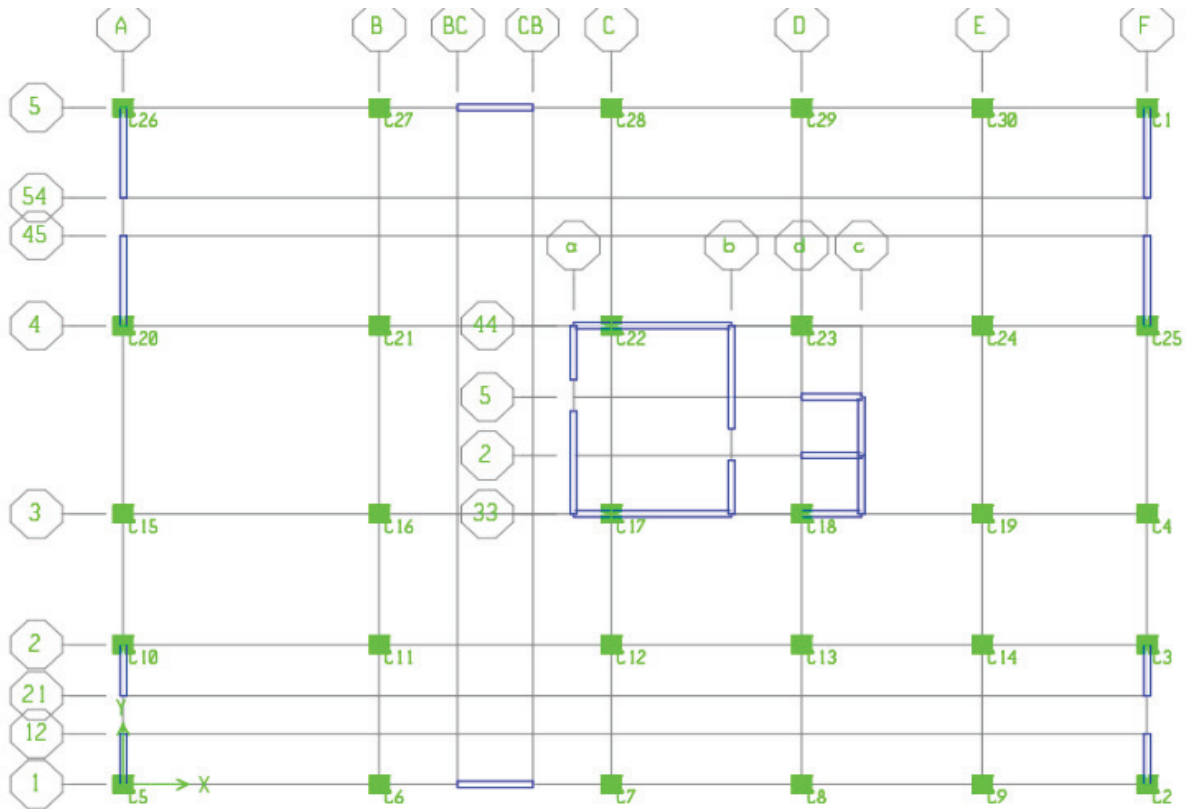 A B BC CB C D E F
5 C26 C27 C28 C29 C30 C1
54
45
a b d c
4 C20 C21 44 C22 C23 C24 C25
5
2
3 C15 C16 33 C17 C18 C19 C4
2 C10 C11 C12 C13 C14 C3
21
12 Y
1 X
C5 C6 C7 C8 C9 C2